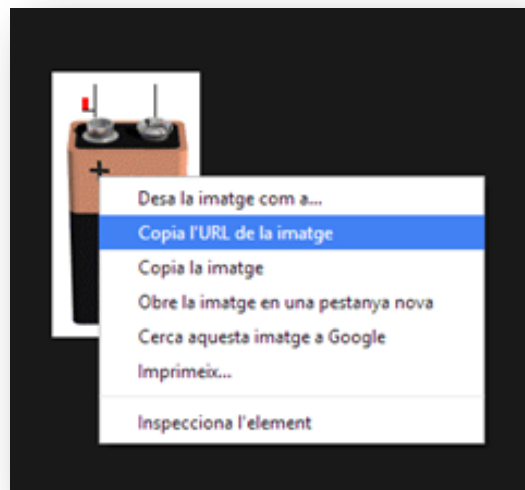 +
Desa la imatge com a...
Copia l'URL de la imatge
Copia la imatge
Obre la imatge en una pestanya nova
Cerca aquesta imatge a Google
Imprimeix...
Inspecciona l'element